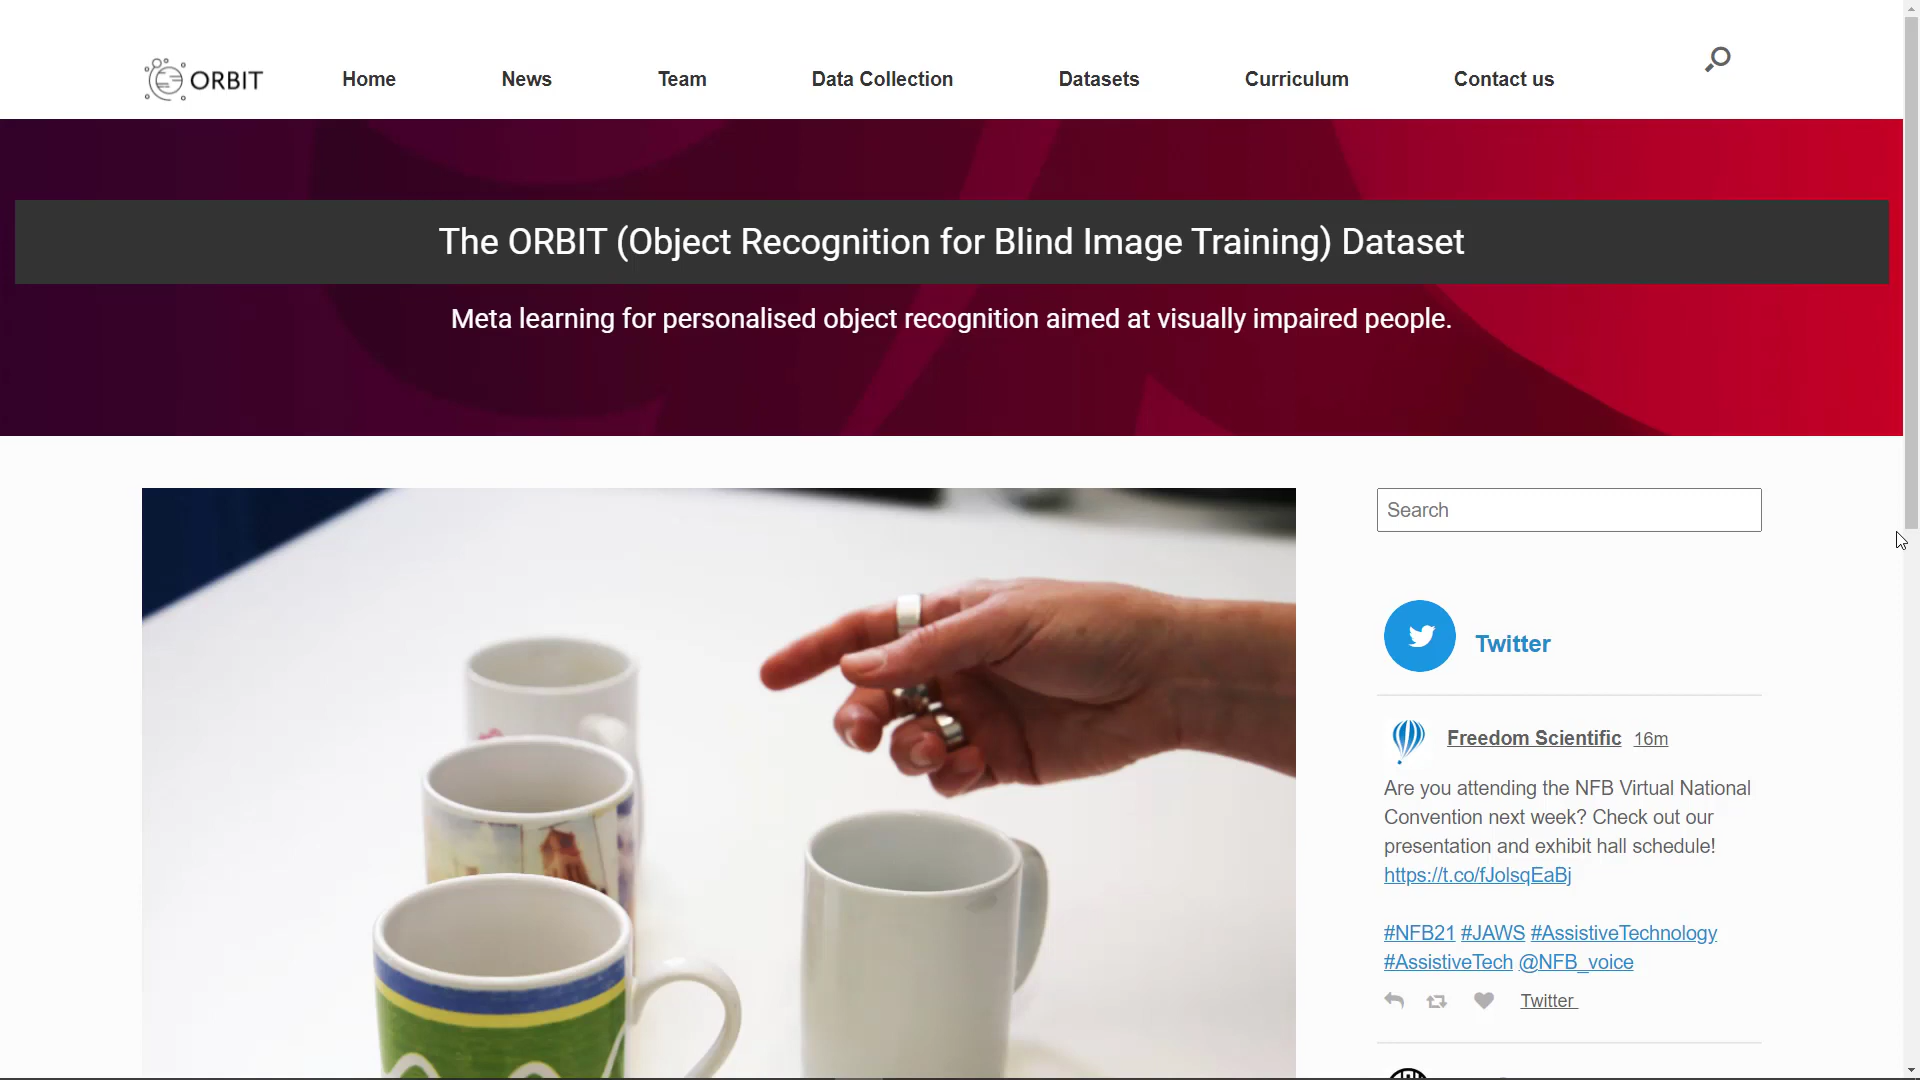 ORBIT
Home
News
Team
Data Collection
Datasets
Curriculum
Contact us
The ORBIT (Object Recognition for Blind Image Training) Dataset
Meta learning for personalised object recognition aimed at visually impaired people.
Search
Twitter
Freedom Scientific 16m
Are you attending the NFB Virtual National
Convention next week? Check out our
presentation and exhibit hall schedule!
https://t.co/fJolsqEaBj
#NFB21 #JAWS #AssistiveTechnology
#AssistiveTech @NFB_voice
Twitter